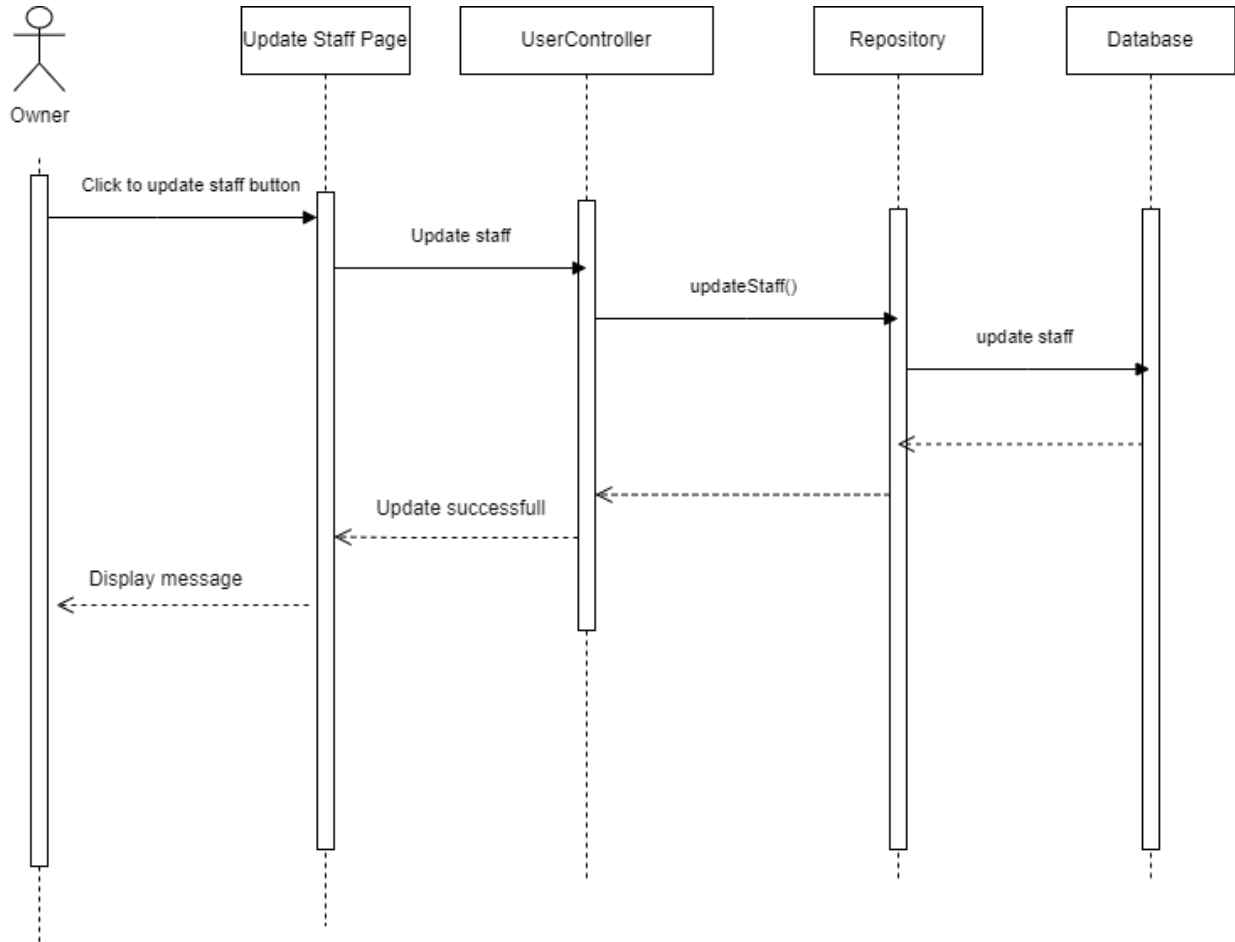 Update Staff Page
UserController
Repository
Database
Owner
Click to update staff button
Update staff
updateStaff()
update staff
Update successfull
Display message